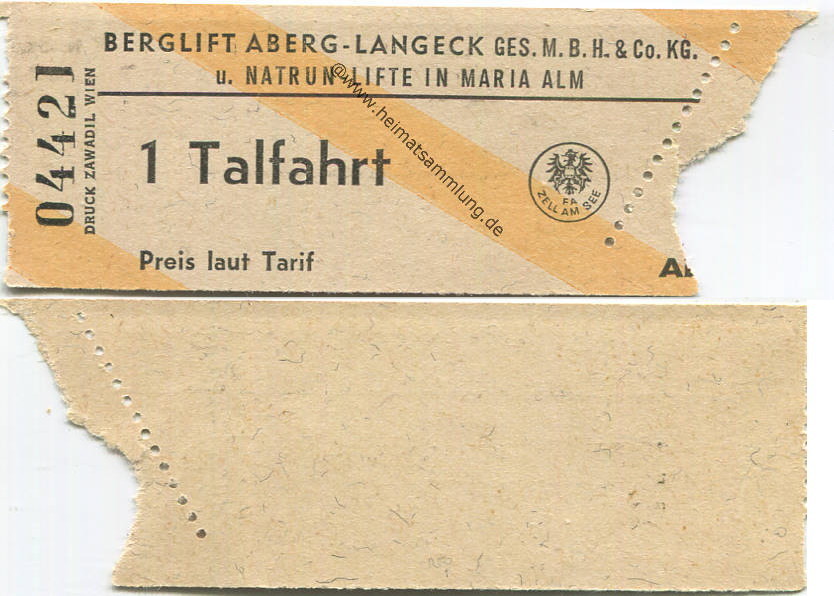 BERGLIFT ABERG-LANGECK GES. M. B. H. & Co. KG.
u. NATRUN-LIFTE IN MARIA ALM
04421
DRUCK ZAWADIL WIEN
1 Talfahrt
FA
ZELL AM SEE
Preis laut Tarif
@www.heimatsammlung.de